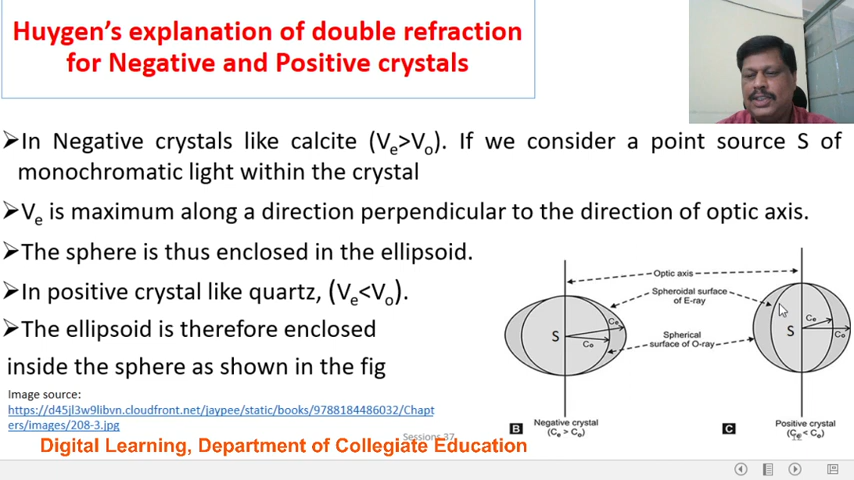 Huygen's explanation of double refraction
for Negative and Positive crystals
➢In Negative crystals like calcite (Ve>Vo). If we consider a point source S of
monochromatic light within the crystal
➢Ve is maximum along a direction perpendicular to the direction of optic axis.
➢The sphere is thus enclosed in the ellipsoid.
➢In positive crystal like quartz, (Ve<Vo).
➢The ellipsoid is therefore enclosed
inside the sphere as shown in the fig
Image source:
https://d45jl3w9libvn.cloudfront.net/jaypee/static/books/9788184486032/Chapt
ers/images/208-3.jpg
Optic axis
Spheroidal surface
of E-ray
Spherical
surface of O-ray
S
Ce
Co
S
Ce
Co
B
Negative crystal
(Ce > Co)
C
Positive crystal
(Ce < Co)
Sessions 37
Digital Learning, Department of Collegiate Education